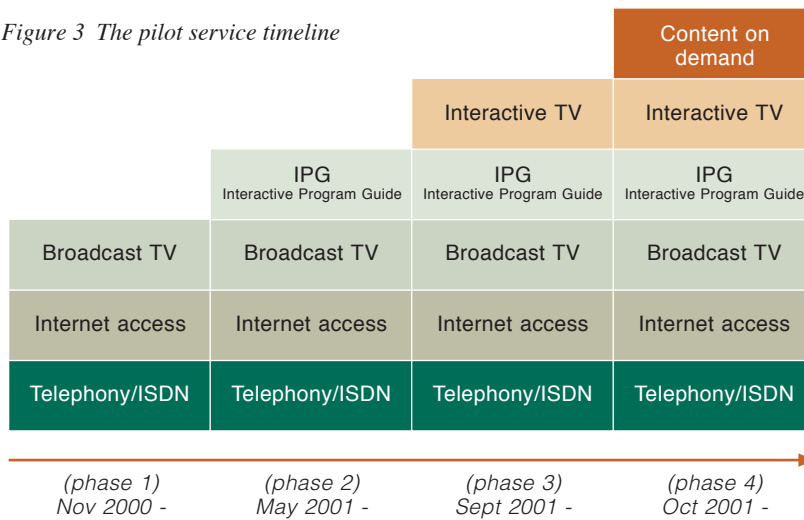 Figure 3 The pilot service timeline
Content on
demand
Interactive TV
Interactive TV
IPG
Interactive Program Guide
IPG
Interactive Program Guide
IPG
Interactive Program Guide
Broadcast TV
Broadcast TV
Broadcast TV
Broadcast TV
Internet access
Internet access
Internet access
Internet access
Telephony/ISDN
Telephony/ISDN
Telephony/ISDN
Telephony/ISDN
(phase 1)
Nov 2000 -
(phase 2)
May 2001 -
(phase 3)
Sept 2001 -
(phase 4)
Oct 2001 -